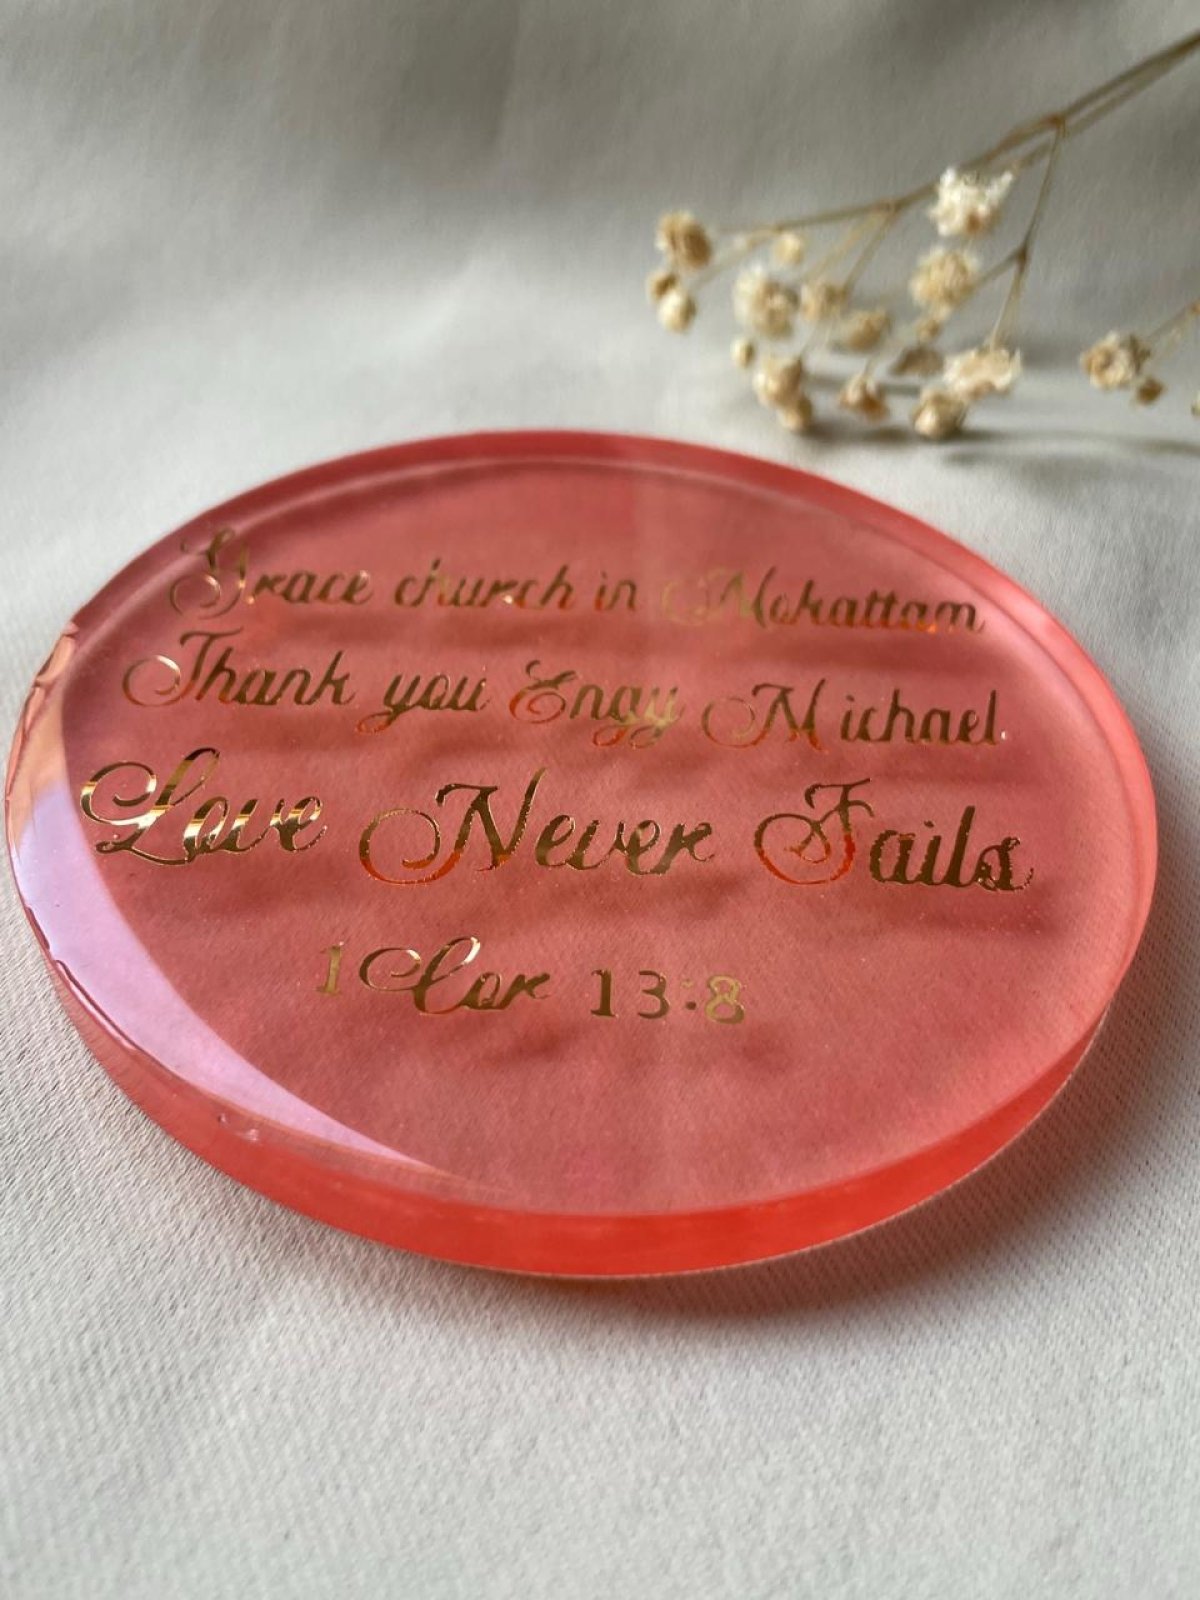 Grace church in Mokattam
Thank you Engy Michael
Love Never Fails
1 Cor 13:8